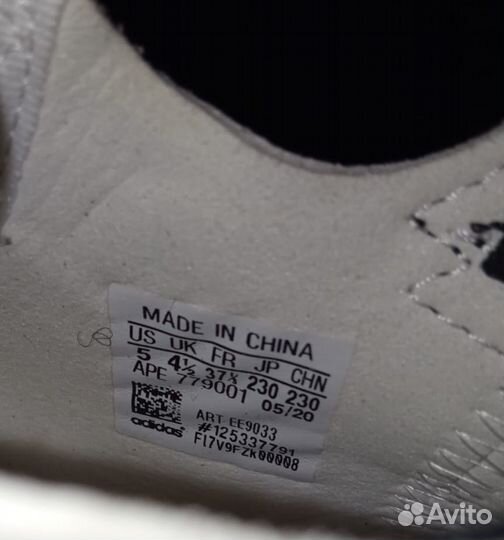 MADE IN CHINA
US UK FR JP CHN
5 4½ 37⅓ 230 230
APE 779001 05/20
ART EE9033
#125337791
adidas FI7V9FZk00008
Avito